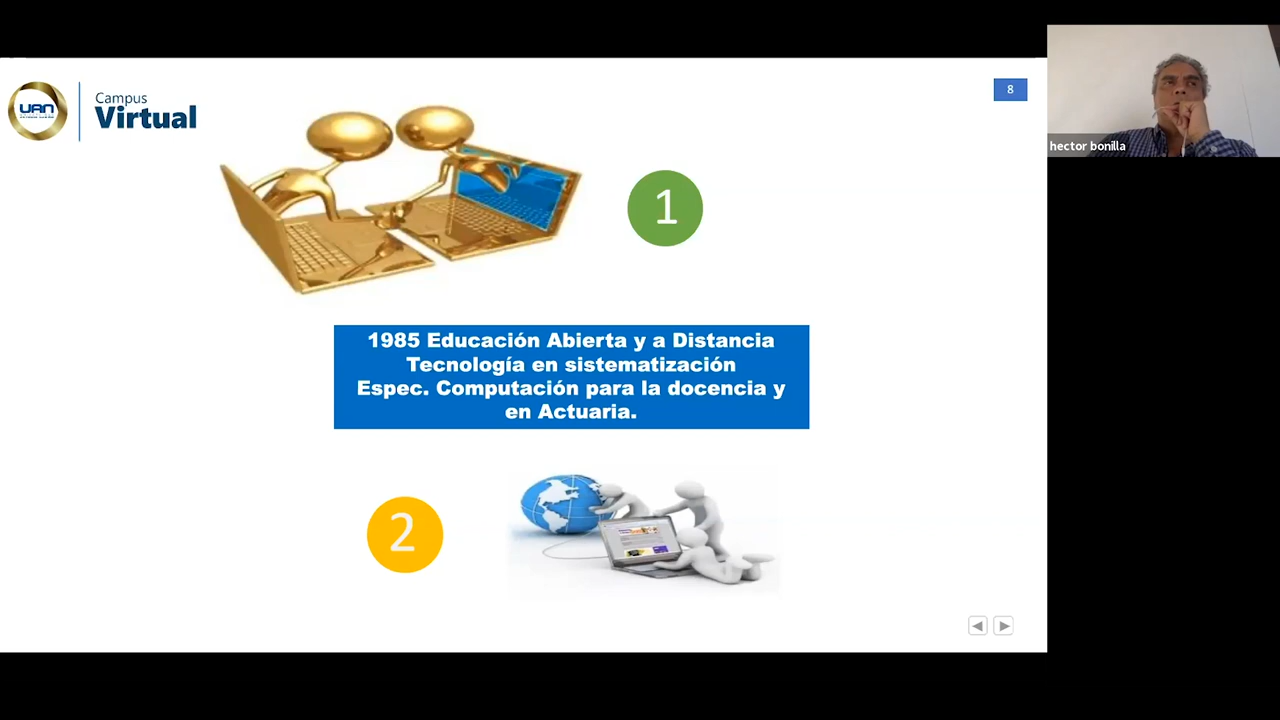 UAN
Campus
Virtual
8
hector bonilla
1
1985 Educación Abierta y a Distancia
Tecnología en sistematización
Espec. Computación para la docencia y
en Actuaria.
2